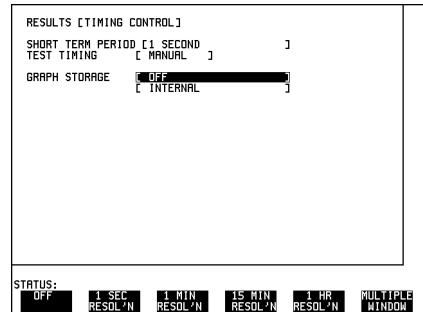 RESULTS [TIMING CONTROL]
SHORT TERM PERIOD [1 SECOND ]
TEST TIMING [ MANUAL ]
GRAPH STORAGE [ OFF ]
[ INTERNAL ]
STATUS:
OFF 1 SEC 1 MIN 15 MIN 1 HR MULTIPLE
RESOL'N RESOL'N RESOL'N RESOL'N WINDOW